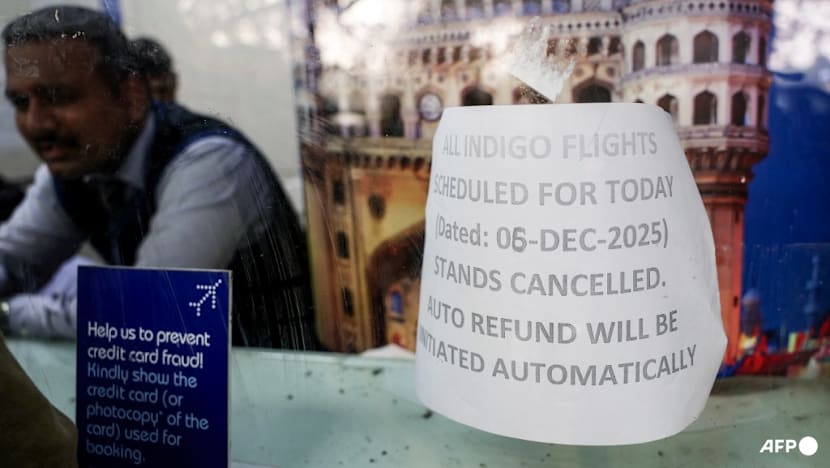 ALL INDIGO FLIGHTS
SCHEDULED FOR TODAY
(Dated: 06-DEC-2025)
STANDS CANCELLED.
AUTO REFUND WILL BE
INITIATED AUTOMATICALLY
Help us to prevent
credit card fraud!
Kindly show the
credit card (or
photocopy* of the
card) used for
booking.
AFP